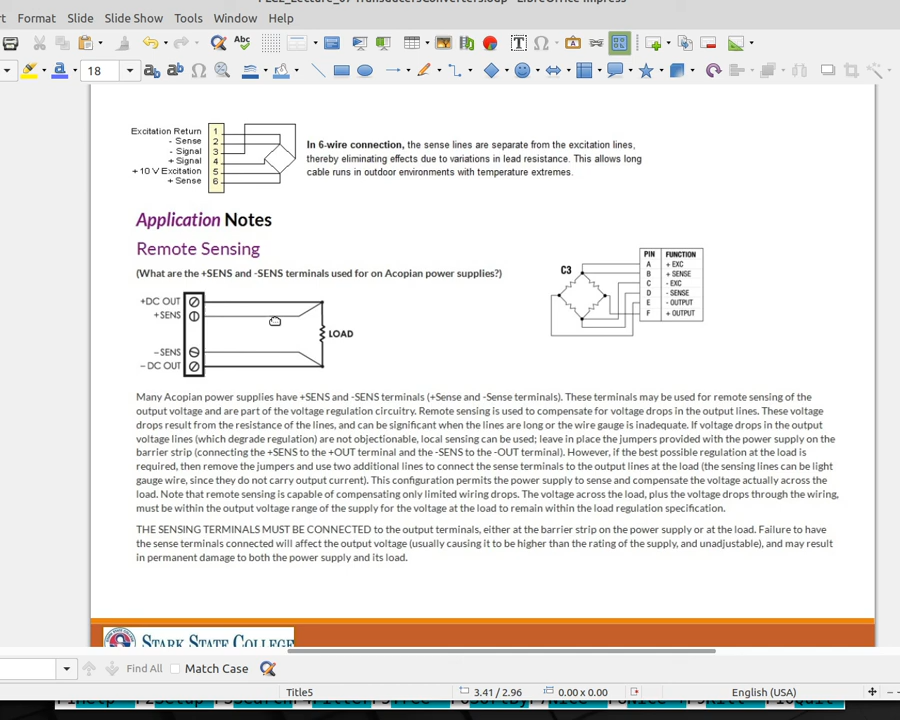 Format Slide Slide Show Tools Window Help
18
Excitation Return
- Sense
- Signal
+ Signal
+ 10 V Excitation
+ Sense
1
2
3
4
5
6
In 6-wire connection, the sense lines are separate from the excitation lines,
thereby eliminating effects due to variations in lead resistance. This allows long
cable runs in outdoor environments with temperature extremes.
Application Notes
Remote Sensing
(What are the +SENS and -SENS terminals used for on Acopian power supplies?)
+DC OUT
+SENS
–SENS
– DC OUT
LOAD
C3
PIN FUNCTION
A + EXC
B + SENSE
C - EXC
D - SENSE
E - OUTPUT
F + OUTPUT
Many Acopian power supplies have +SENS and -SENS terminals (+Sense and -Sense terminals). These terminals may be used for remote sensing of the
output voltage and are part of the voltage regulation circuitry. Remote sensing is used to compensate for voltage drops in the output lines. These voltage
drops result from the resistance of the lines, and can be significant when the lines are long or the wire gauge is inadequate. If voltage drops in the output
voltage lines (which degrade regulation) are not objectionable, local sensing can be used; leave in place the jumpers provided with the power supply on the
barrier strip (connecting the +SENS to the +OUT terminal and the -SENS to the -OUT terminal). However, if the best possible regulation at the load is
required, then remove the jumpers and use two additional lines to connect the sense terminals to the output lines at the load (the sensing lines can be light
gauge wire, since they do not carry output current). This configuration permits the power supply to sense and compensate the voltage actually across the
load. Note that remote sensing is capable of compensating only limited wiring drops. The voltage across the load, plus the voltage drops through the wiring,
must be within the output voltage range of the supply for the voltage at the load to remain within the load regulation specification.
THE SENSING TERMINALS MUST BE CONNECTED to the output terminals, either at the barrier strip on the power supply or at the load. Failure to have
the sense terminals connected will affect the output voltage (usually causing it to be higher than the rating of the supply, and unadjustable), and may result
in permanent damage to both the power supply and its load.
STARK STATE COLLEGE
Find All Match Case
Title5 3.41 / 2.96 0.00 x 0.00 English (USA)